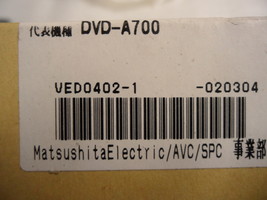 代表機種 DVD-A700
VED0402-1 -020304
MatsushitaElectric/AVC/SPC 事業部